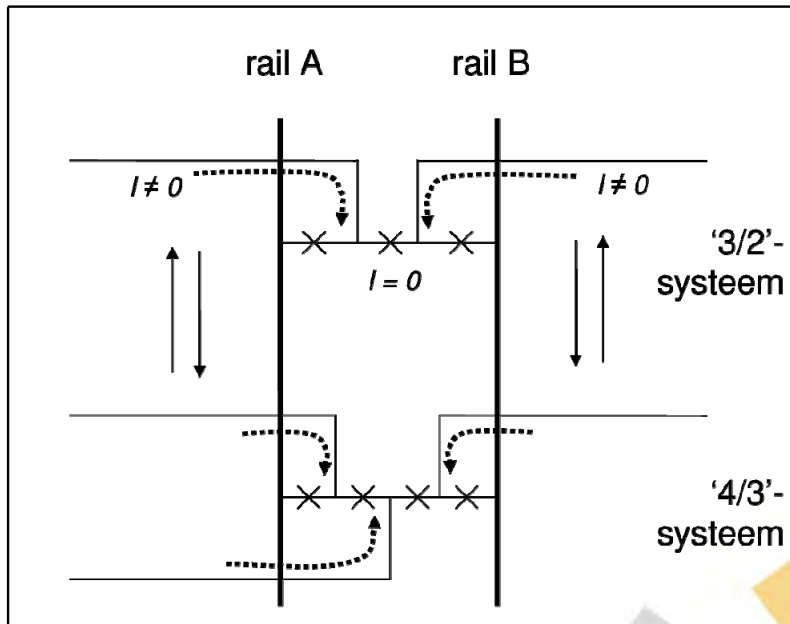 rail A
rail B
I ≠ 0
I ≠ 0
'3/2'-
systeem
I = 0
'4/3'-
systeem